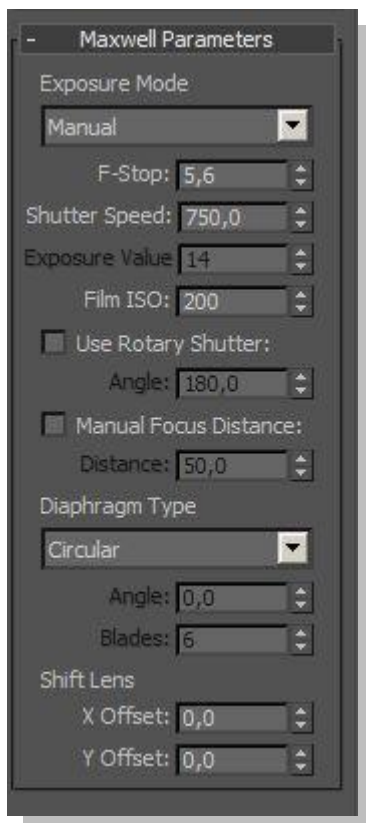 - Maxwell Parameters
Exposure Mode
Manual
F-Stop: 5,6
Shutter Speed: 750,0
Exposure Value 14
Film ISO: 200
Use Rotary Shutter:
Angle: 180,0
Manual Focus Distance:
Distance: 50,0
Diaphragm Type
Circular
Angle: 0,0
Blades: 6
Shift Lens
X Offset: 0,0
Y Offset: 0,0